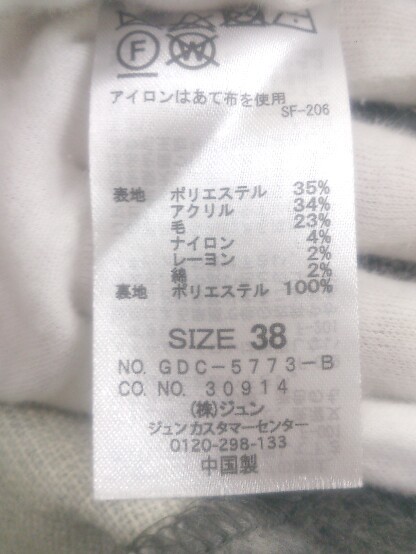 F W
アイロンはあて布を使用
SF-206
表地 ポリエステル 35%
アクリル 34%
毛 23%
ナイロン 4%
レーヨン 2%
綿 2%
裏地 ポリエステル 100%
SIZE 38
NO. GDC-5773-B
CO. NO. 30914
(株)ジュン
ジュンカスタマーセンター
0120-298-133
中国製